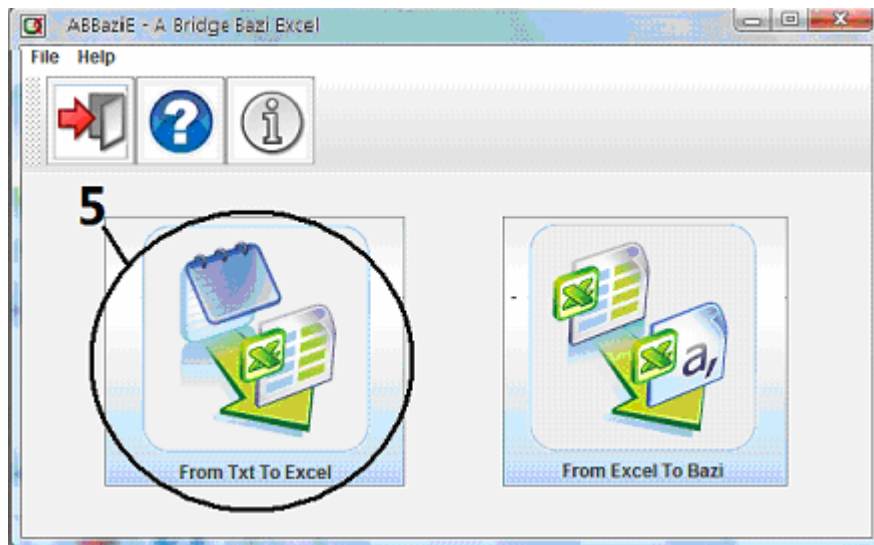 ABBaziE - A Bridge Bazi Excel
File Help
5
a,
From Txt To Excel
From Excel To Bazi